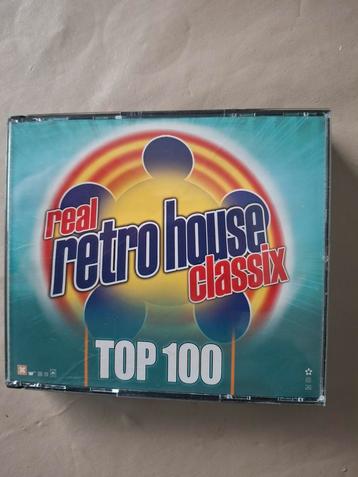 real
retro house
classix
TOP 100